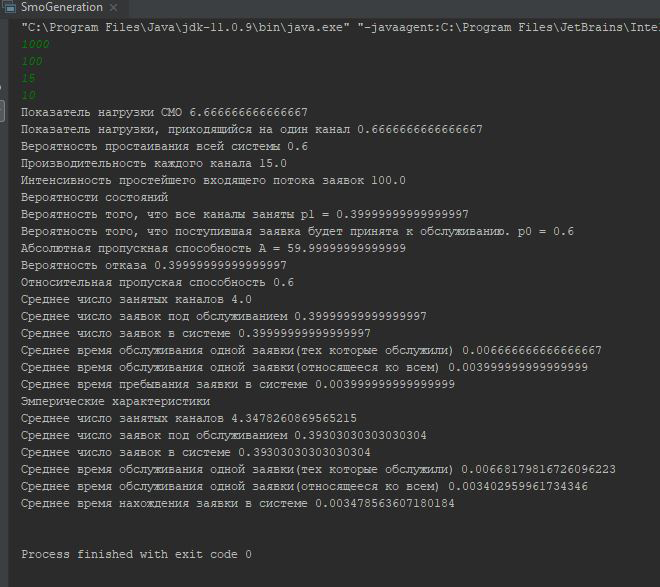 SmoGeneration
"C:\Program Files\Java\jdk-11.0.9\bin\java.exe" "-javaagent:C:\Program Files\JetBrains\Inte
1000
100
15
10
Показатель нагрузки СМО 6.666666666666667
Показатель нагрузки, приходящийся на один канал 0.6666666666666667
Вероятность простаивания всей системы 0.6
Производительность каждого канала 15.0
Интенсивность простейшего входящего потока заявок 100.0
Вероятности состояний
Вероятность того, что все каналы заняты p1 = 0.39999999999999997
Вероятность того, что поступившая заявка будет принята к обслуживанию. p0 = 0.6
Абсолютная пропускная способность A = 59.99999999999999
Вероятность отказа 0.39999999999999997
Относительная пропуская способность 0.6
Среднее число занятых каналов 4.0
Среднее число заявок под обслуживанием 0.39999999999999997
Среднее число заявок в системе 0.39999999999999997
Среднее время обслуживания одной заявки(тех которые обслужили) 0.006666666666666667
Среднее время обслуживания одной заявки(относящееся ко всем) 0.003999999999999999
Среднее время пребывания заявки в системе 0.003999999999999999
Эмперические характеристики
Среднее число занятых каналов 4.3478260869565215
Среднее число заявок под обслуживанием 0.39303030303030304
Среднее число заявок в системе 0.39303030303030304
Среднее время обслуживания одной заявки(тех которые обслужили) 0.00668179816726096223
Среднее время обслуживания одной заявки(относящееся ко всем) 0.003402959961734346
Среднее время нахождения заявки в системе 0.003478563607180184
Process finished with exit code 0